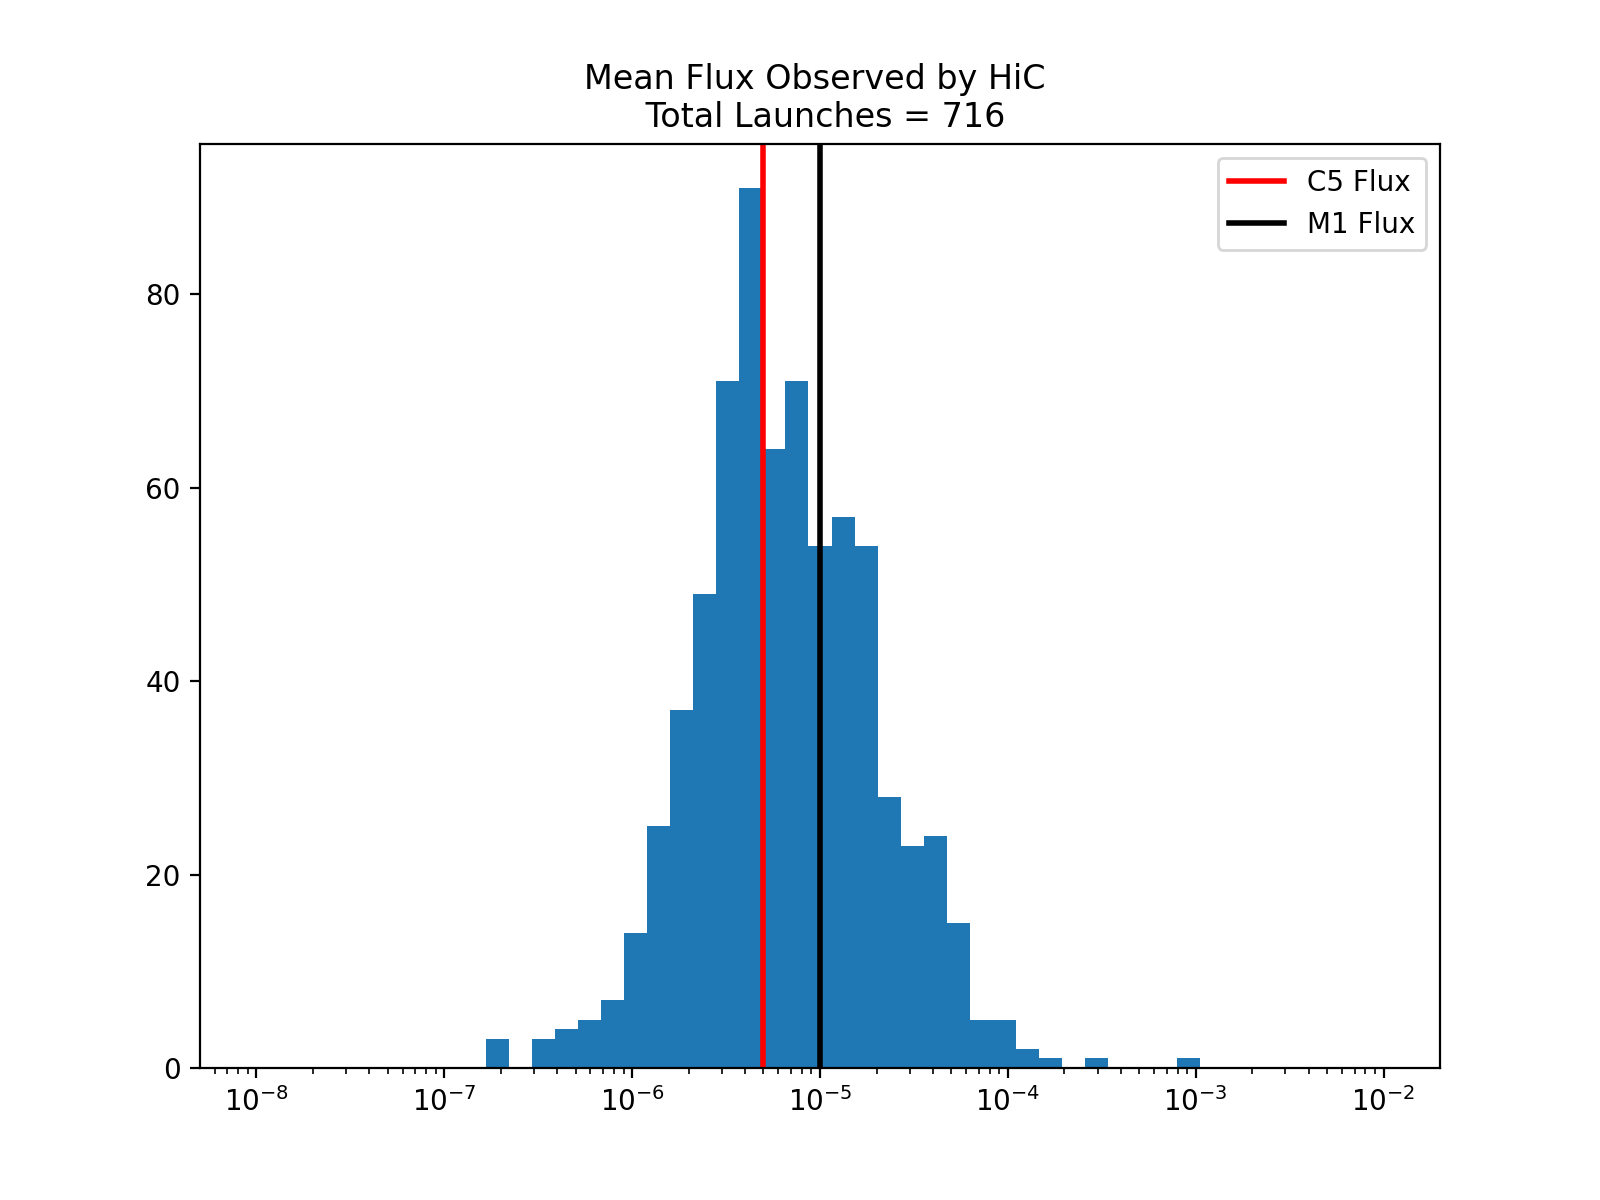 Mean Flux Observed by HiC
Total Launches = 716
C5 Flux
M1 Flux
80
60
40
20
0
10⁻⁸ 10⁻⁷ 10⁻⁶ 10⁻⁵ 10⁻⁴ 10⁻³ 10⁻²